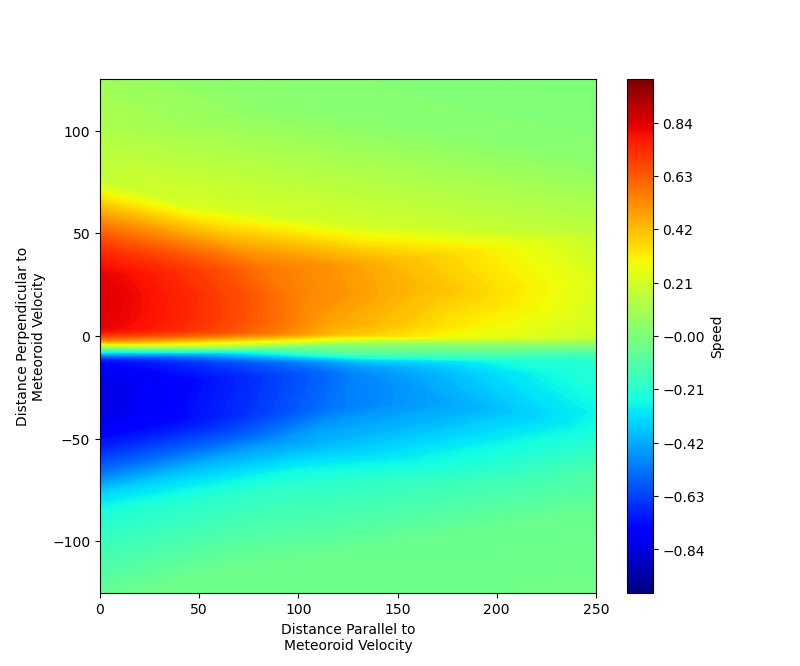 100
50
0
−50
−100
0 50 100 150 200 250
Distance Parallel to
Meteoroid Velocity
Distance Perpendicular to
Meteoroid Velocity
0.84
0.63
0.42
0.21
−0.00
−0.21
−0.42
−0.63
−0.84
Speed